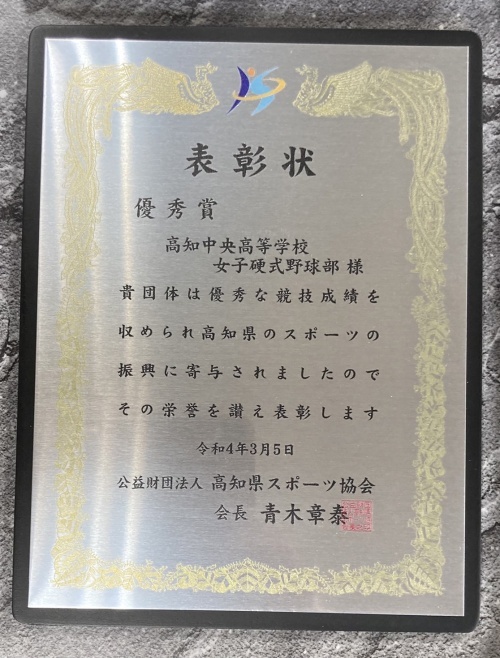 表彰状
優秀賞
高知中央高等学校
女子硬式野球部 様
貴団体は優秀な競技成績を
収められ高知県のスポーツの
振興に寄与されましたので
その栄誉を讃え表彰します
令和4年3月5日
公益財団法人 高知県スポーツ協会
会長 青木章泰